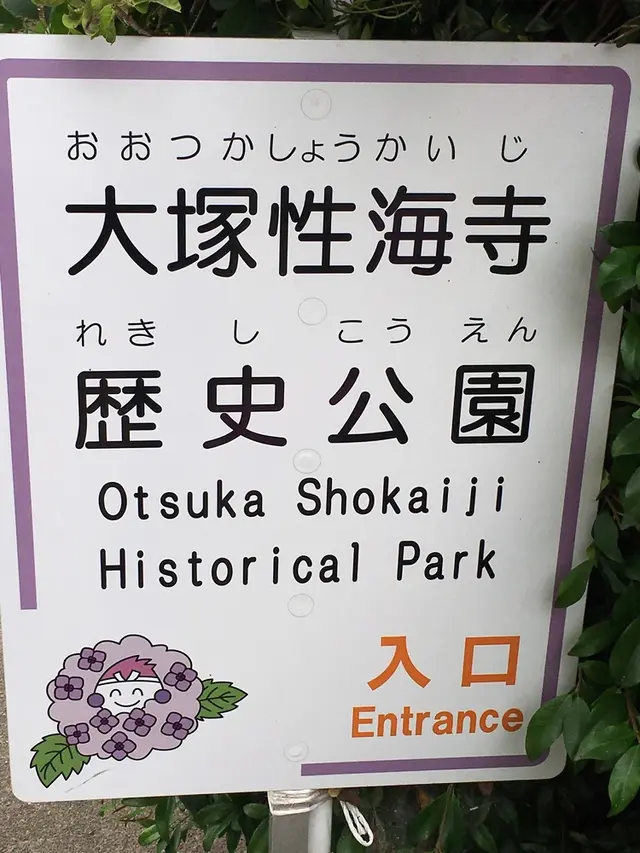 おおつかしょうかいじ
大塚性海寺
れきしこうえん
歴史公園
Otsuka Shokaiji
Historical Park
入口
Entrance